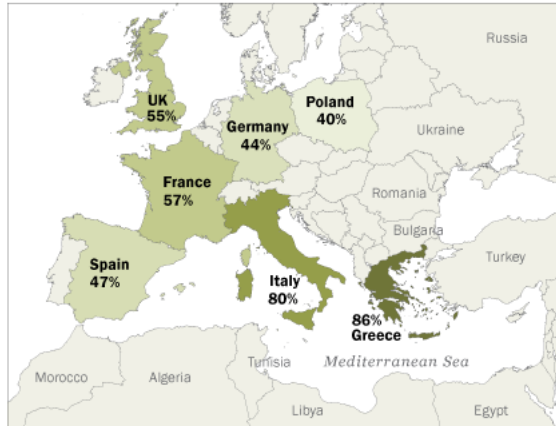 Russia
UK
55%
Poland
40%
Germany
44%
Ukraine
France
57%
Romania
Bulgaria
Spain
47%
Italy
80%
Turkey
86%
Greece
Mediterranean Sea
Morocco
Algeria
Tunisia
Libya
Egypt